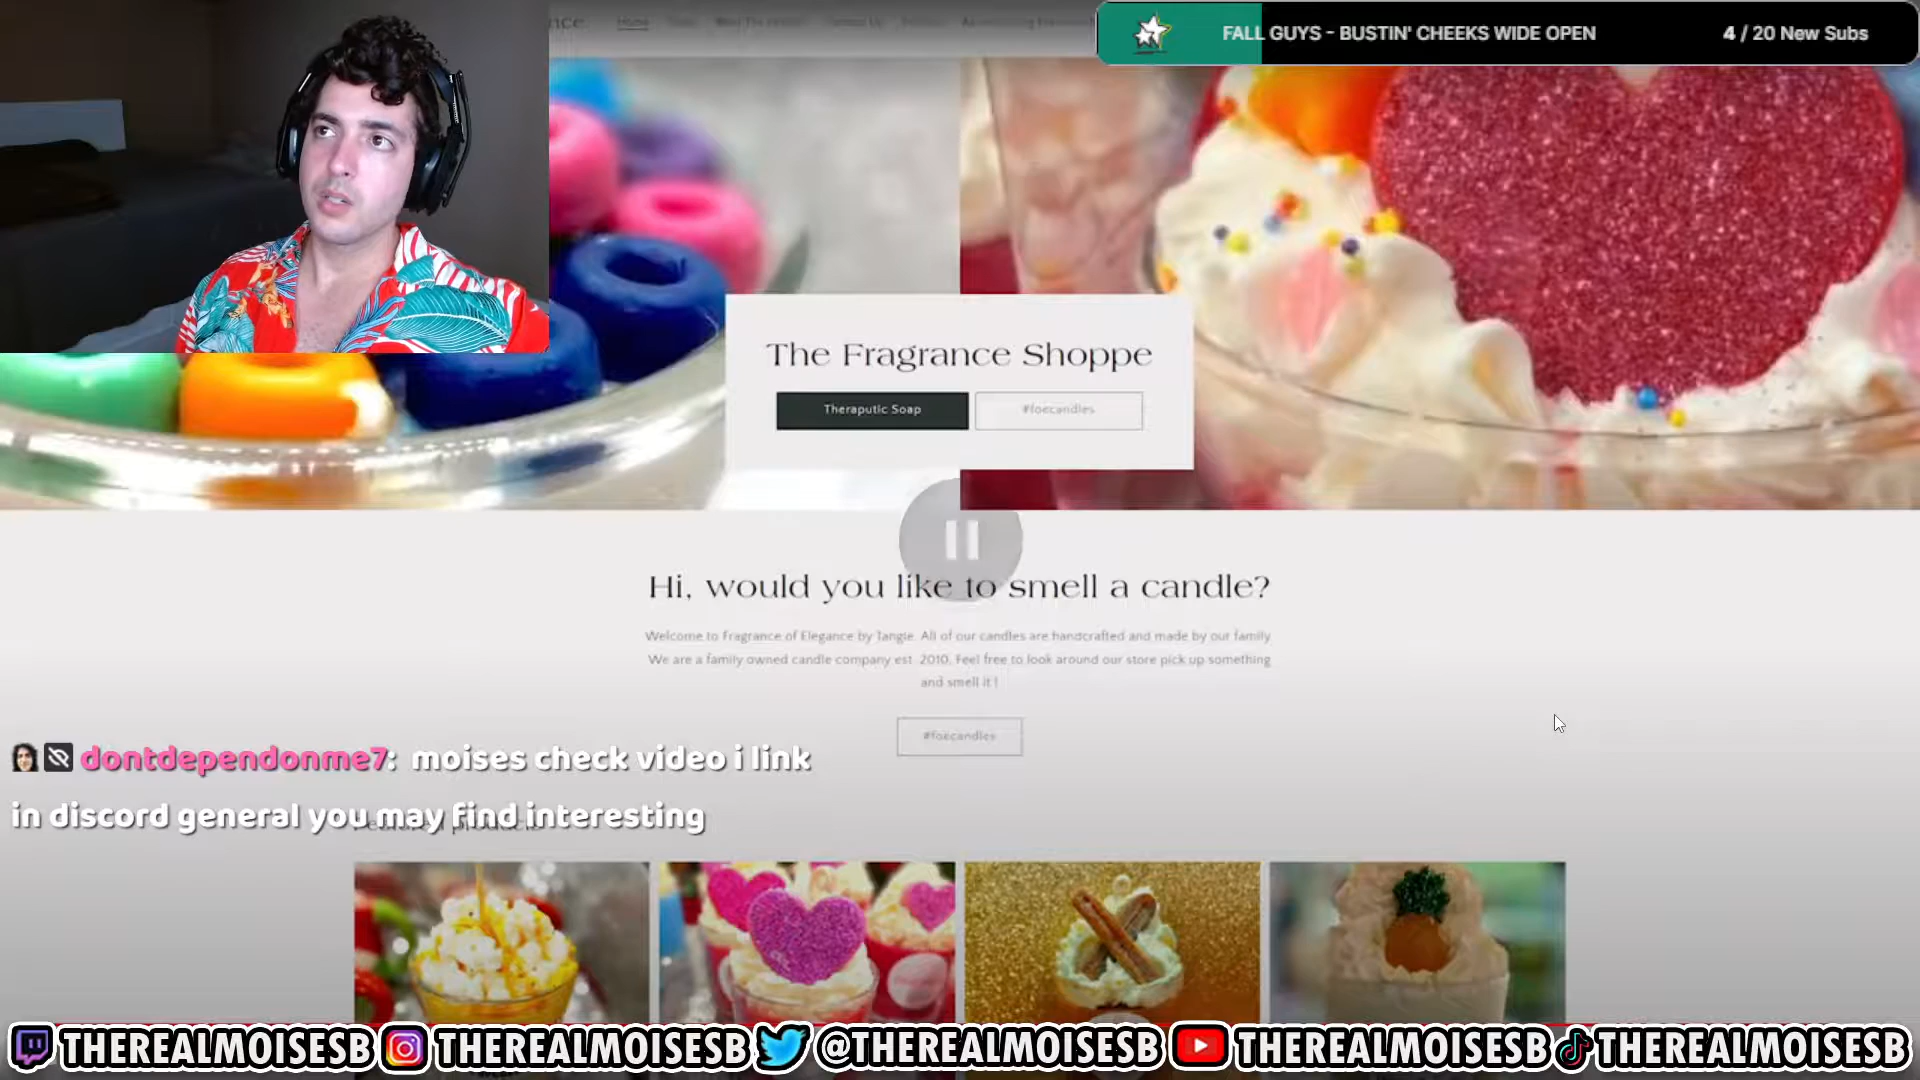 Home
FALL GUYS - BUSTIN' CHEEKS WIDE OPEN
4 / 20 New Subs
The Fragrance Shoppe
Theraputic Soap
#foecandles
Hi, would you like to smell a candle?
Welcome to Fragrance of Elegance by Tangie. All of our candles are handcrafted and made by our family.
We are a family owned candle company est. 2010. Feel free to look around our store pick up something
and smell it !
#foecandles
dontdependonme7: moises check video i link
in discord general you may find interesting
THEREALMOISESB THEREALMOISESB @THEREALMOISESB THEREALMOISESB THEREALMOISESB